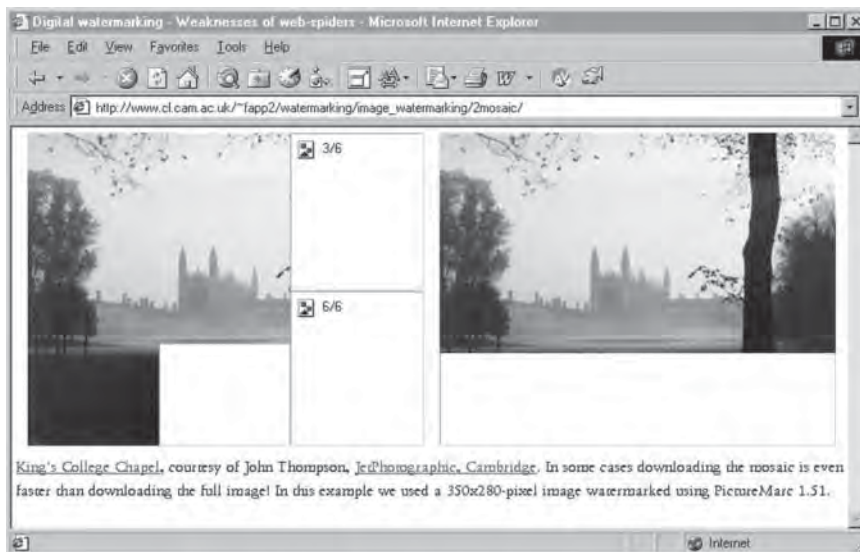 Digital watermarking - Weaknesses of web-spiders - Microsoft Internet Explorer
File Edit View Favorites Tools Help
Address http://www.cl.cam.ac.uk/~fapp2/watermarking/image_watermarking/2mosaic/
3/6
6/6
King's College Chapel, courtesy of John Thompson, JetPhotographic, Cambridge. In some cases downloading the mosaic is even
faster than downloading the full image! In this example we used a 350x280-pixel image watermarked using PictureMarc 1.51.
Internet